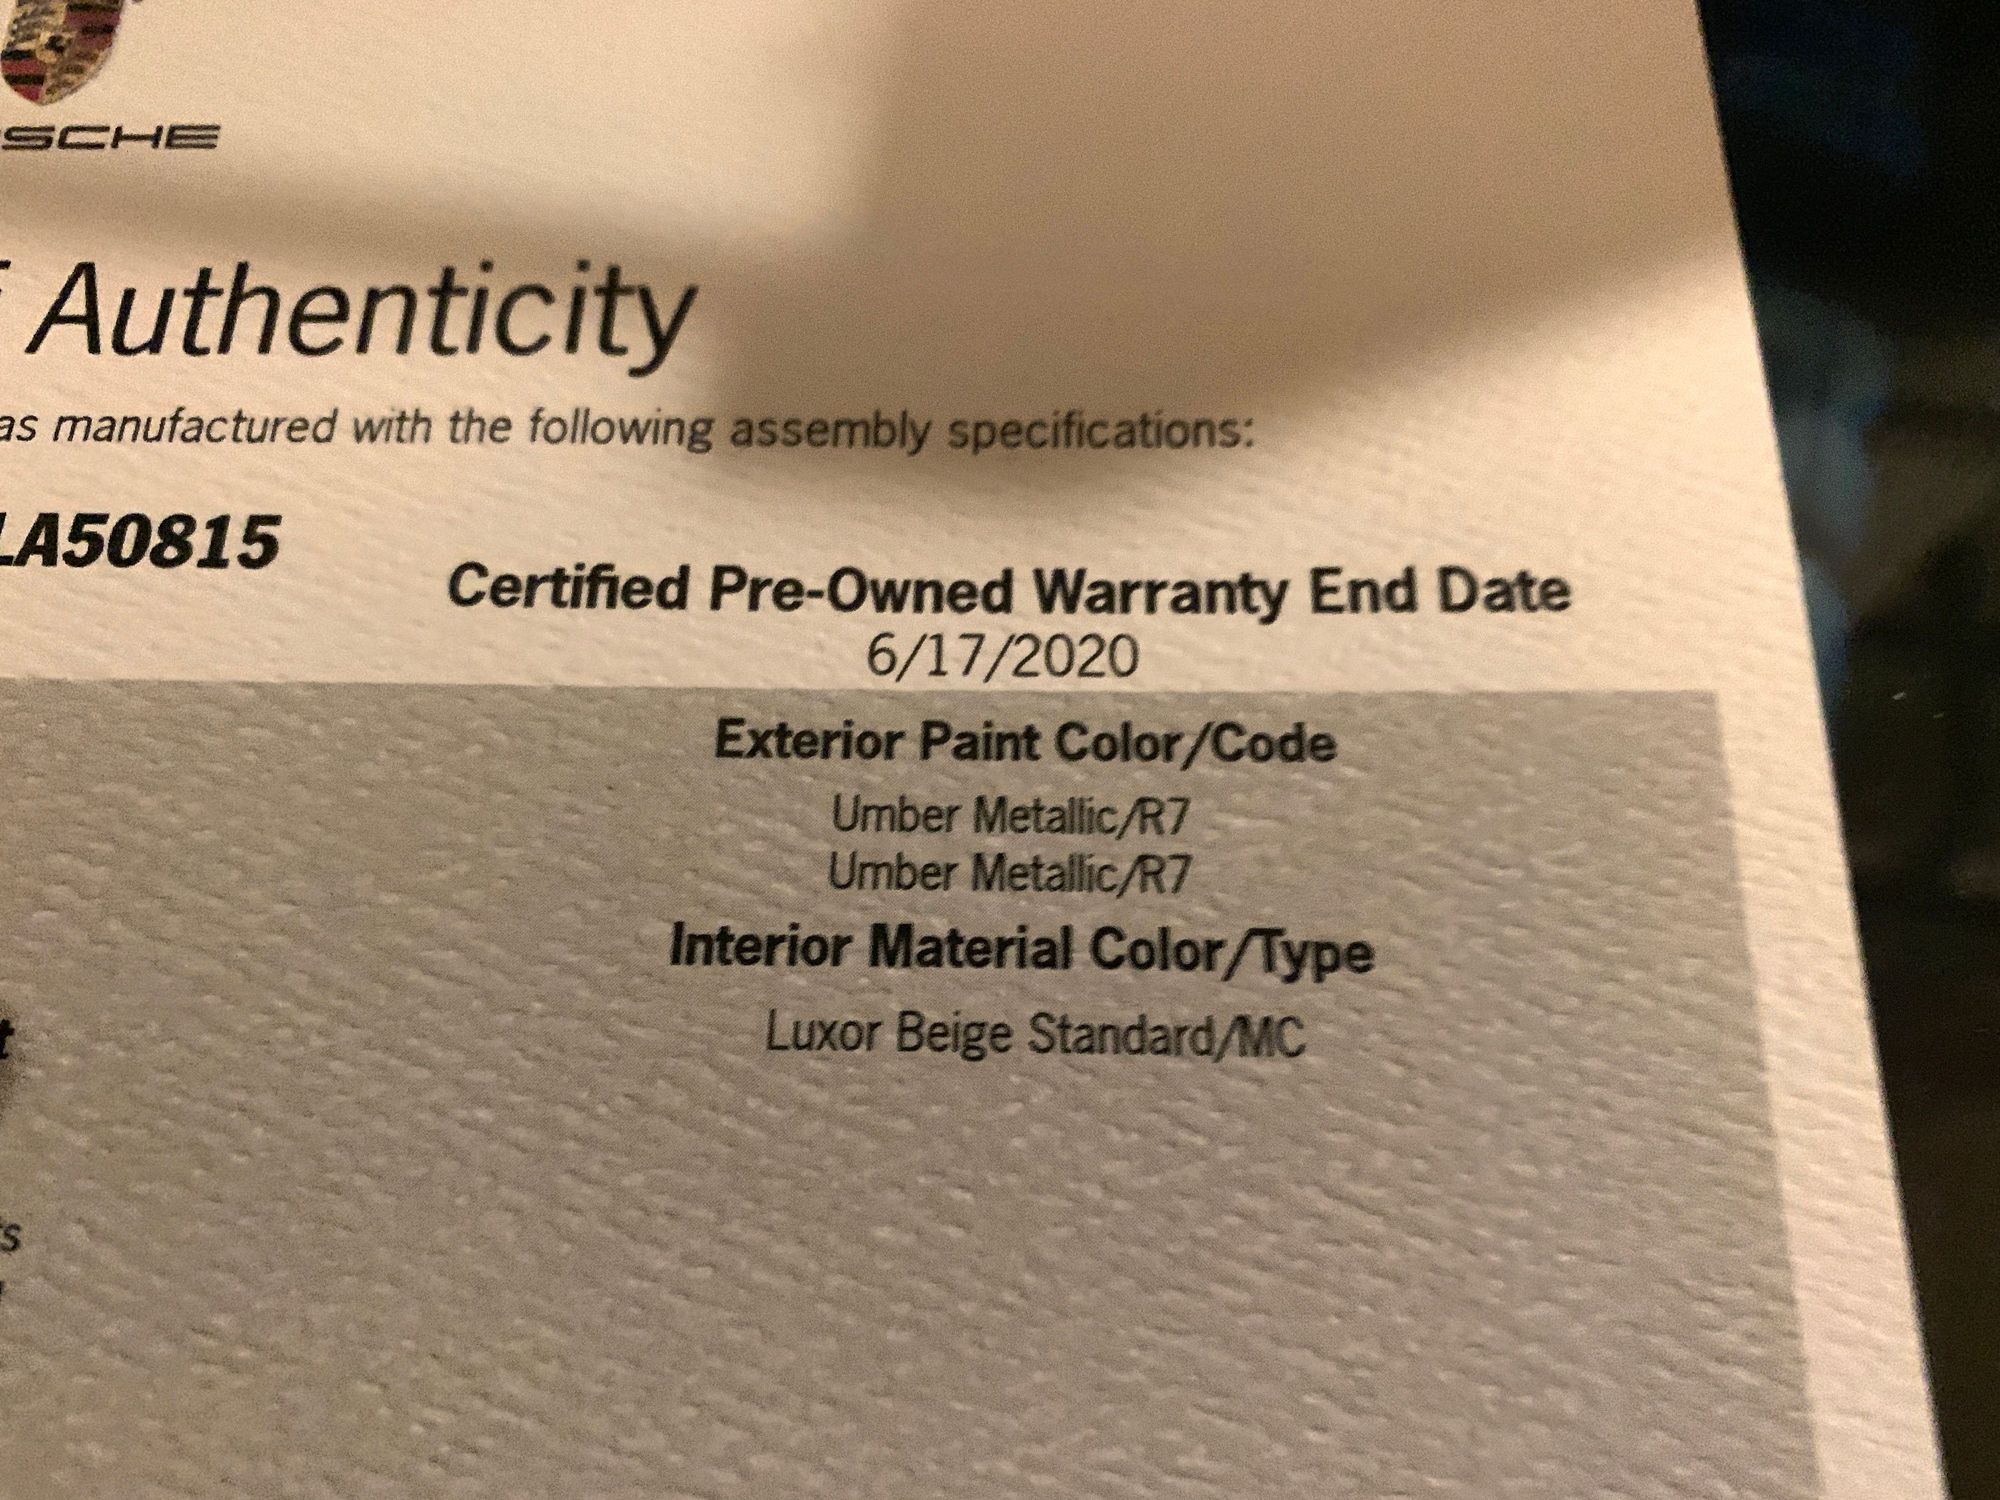 SCHE
Authenticity
as manufactured with the following assembly specifications:
LA50815
Certified Pre-Owned Warranty End Date
6/17/2020
Exterior Paint Color/Code
Umber Metallic/R7
Umber Metallic/R7
Interior Material Color/Type
Luxor Beige Standard/MC
t
s